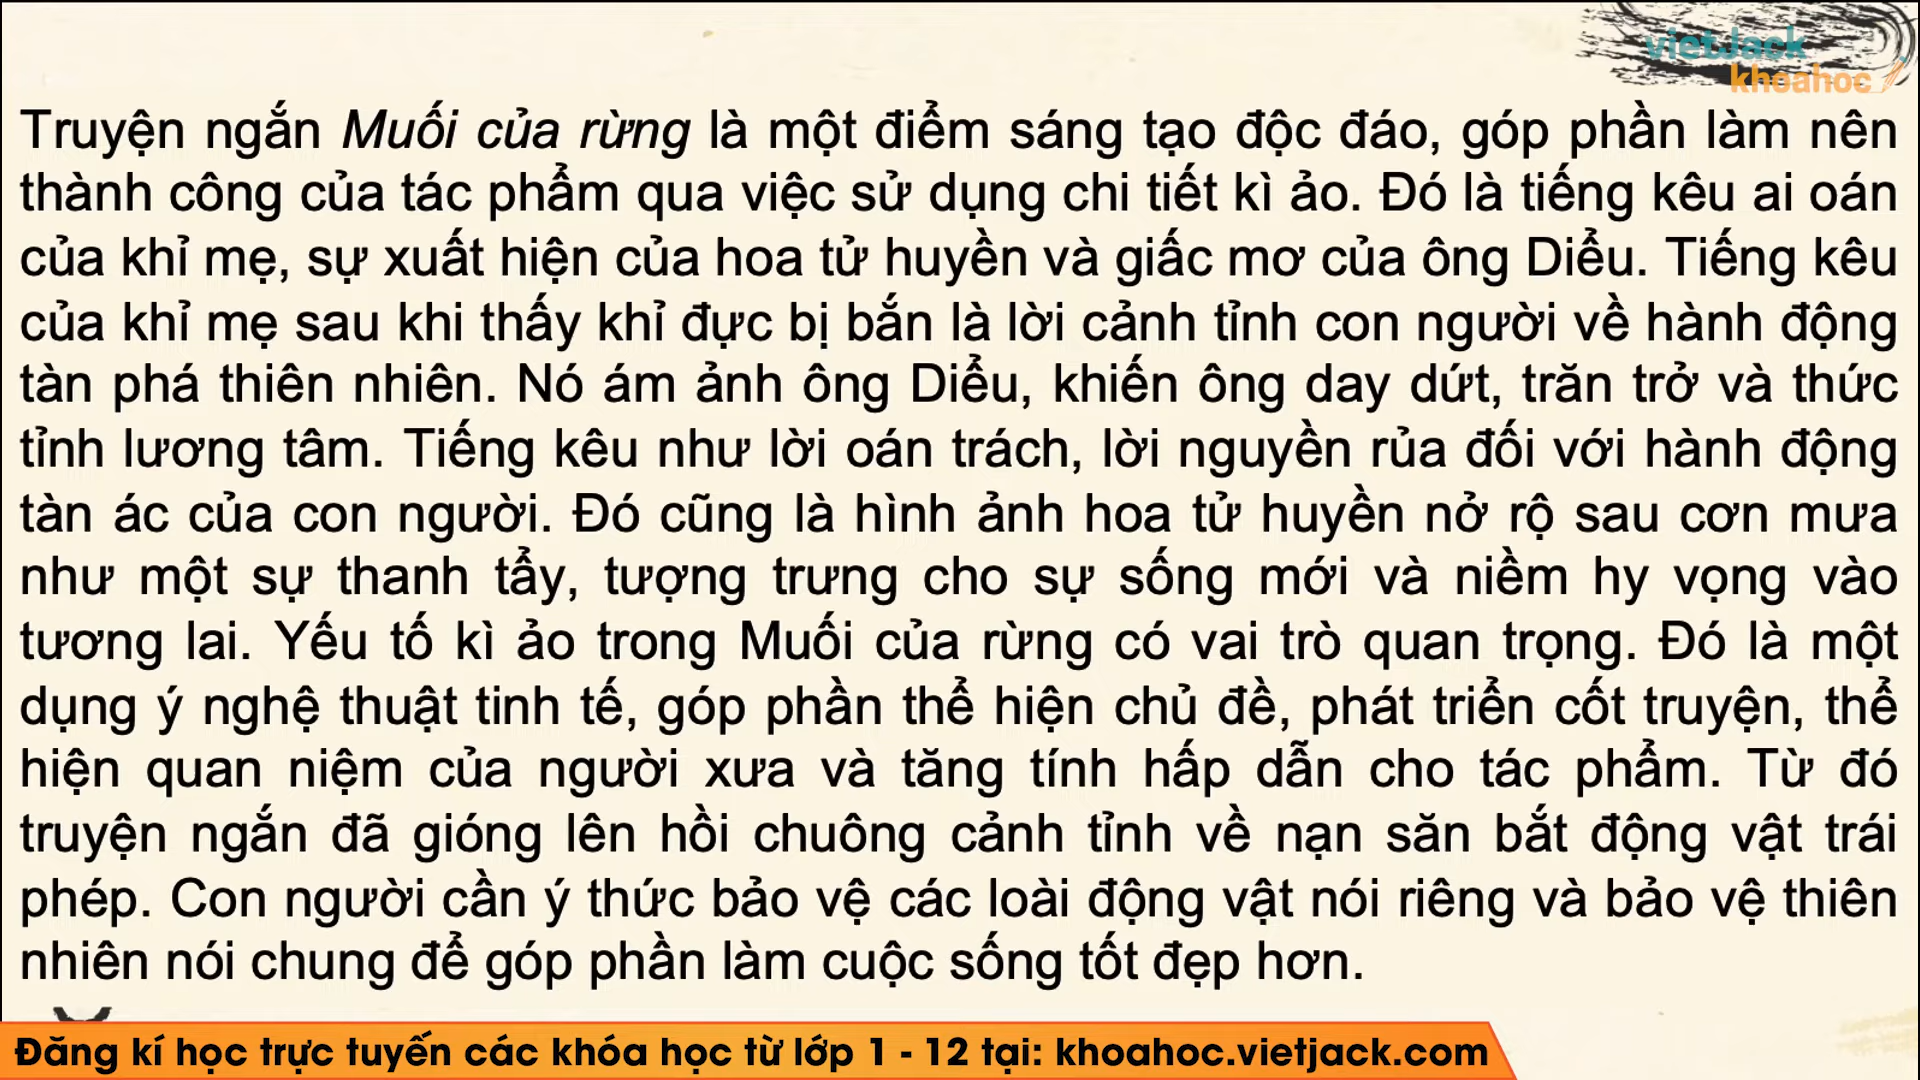 vietJack
khoahoc
Truyện ngắn Muối của rừng là một điểm sáng tạo độc đáo, góp phần làm nên
thành công của tác phẩm qua việc sử dụng chi tiết kì ảo. Đó là tiếng kêu ai oán
của khỉ mẹ, sự xuất hiện của hoa tử huyền và giấc mơ của ông Diểu. Tiếng kêu
của khỉ mẹ sau khi thấy khỉ đực bị bắn là lời cảnh tỉnh con người về hành động
tàn phá thiên nhiên. Nó ám ảnh ông Diểu, khiến ông day dứt, trăn trở và thức
tỉnh lương tâm. Tiếng kêu như lời oán trách, lời nguyền rủa đối với hành động
tàn ác của con người. Đó cũng là hình ảnh hoa tử huyền nở rộ sau cơn mưa
như một sự thanh tẩy, tượng trưng cho sự sống mới và niềm hy vọng vào
tương lai. Yếu tố kì ảo trong Muối của rừng có vai trò quan trọng. Đó là một
dụng ý nghệ thuật tinh tế, góp phần thể hiện chủ đề, phát triển cốt truyện, thể
hiện quan niệm của người xưa và tăng tính hấp dẫn cho tác phẩm. Từ đó
truyện ngắn đã gióng lên hồi chuông cảnh tỉnh về nạn săn bắt động vật trái
phép. Con người cần ý thức bảo vệ các loài động vật nói riêng và bảo vệ thiên
nhiên nói chung để góp phần làm cuộc sống tốt đẹp hơn.
Đăng kí học trực tuyến các khóa học từ lớp 1 - 12 tại: khoahoc.vietjack.com